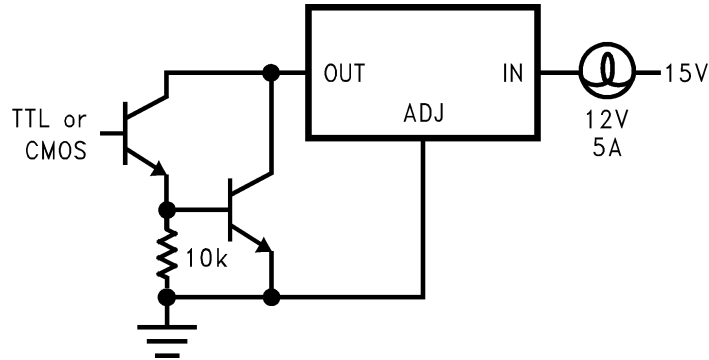 OUT
IN
15V
ADJ
12V
5A
TTL or
CMOS
10k